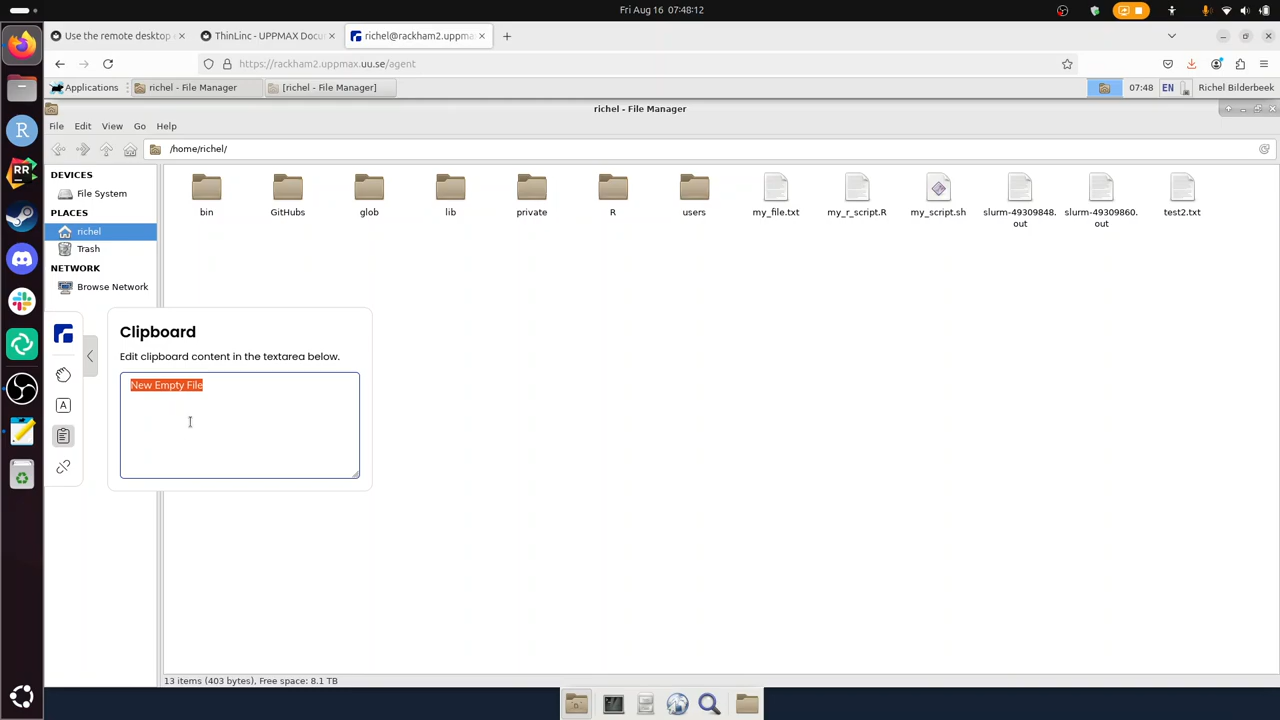 Fri Aug 16 07:48:12
Use the remote desktop
ThinLinc - UPPMAX Docu
richel@rackham2.uppma
https://rackham2.uppmax.uu.se/agent
Applications
richel - File Manager
[richel - File Manager]
07:48
EN
Richel Bilderbeek
richel - File Manager
File
Edit
View
Go
Help
/home/richel/
DEVICES
File System
PLACES
richel
Trash
NETWORK
Browse Network
bin
GitHubs
glob
lib
private
R
users
my_file.txt
my_r_script.R
my_script.sh
slurm-49309848.
out
slurm-49309860.
out
test2.txt
Clipboard
Edit clipboard content in the textarea below.
New Empty File
A
R
RR
13 items (403 bytes), Free space: 8.1 TB